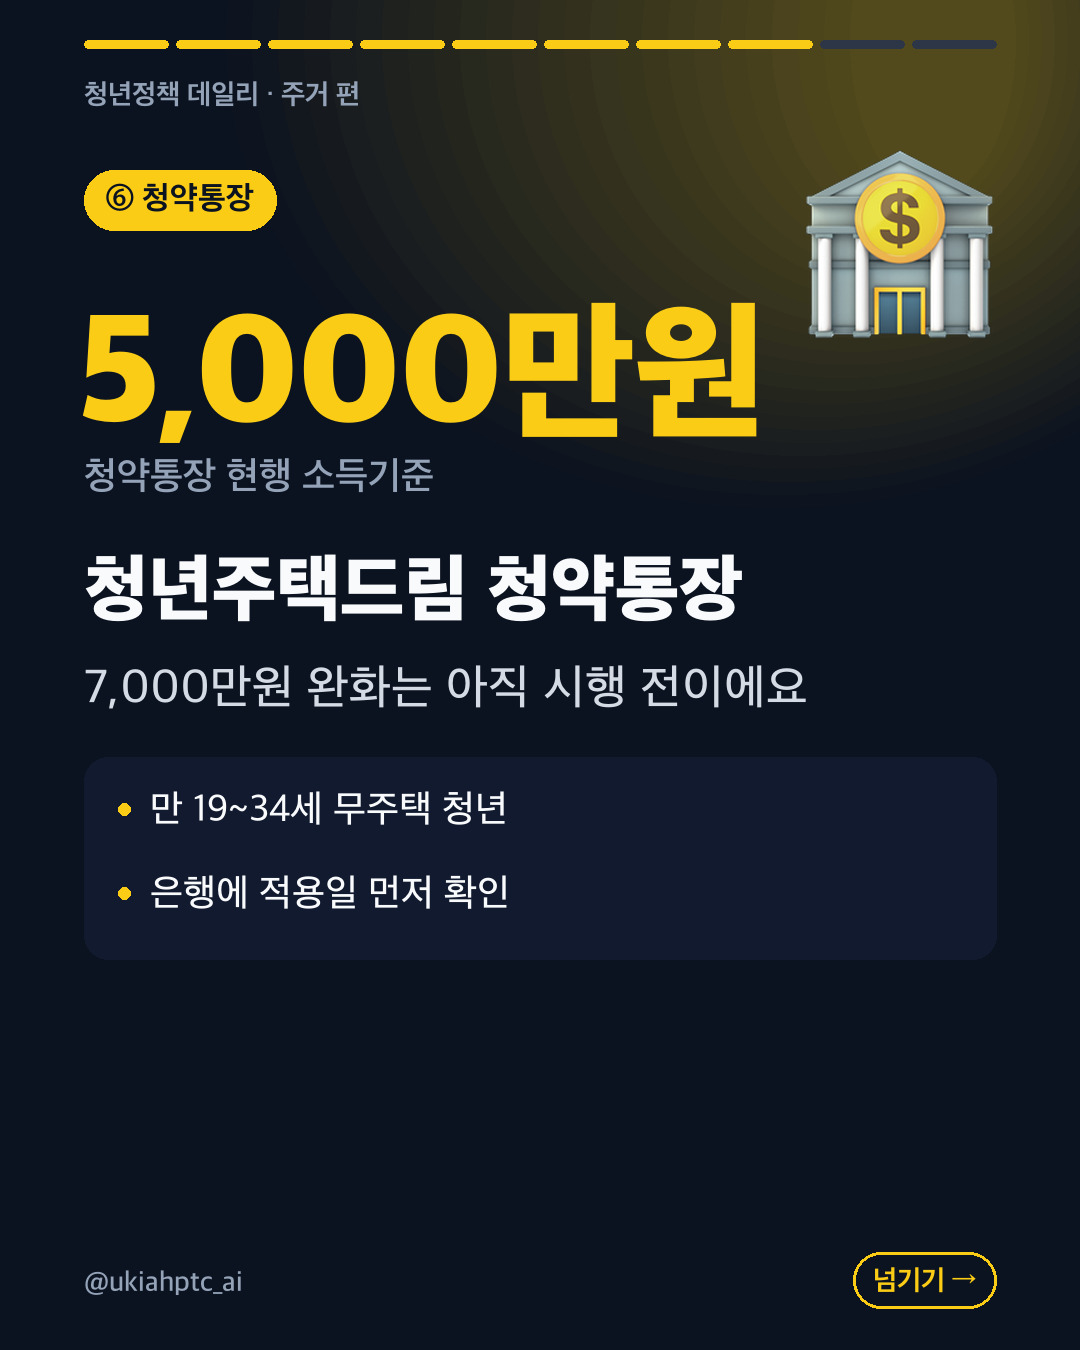 청년정책 데일리 · 주거 편
⑥ 청약통장
$
5,000만원
청약통장 현행 소득기준
청년주택드림 청약통장
7,000만원 완화는 아직 시행 전이에요
• 만 19~34세 무주택 청년
• 은행에 적용일 먼저 확인
@ukiahptc_ai
넘기기 →